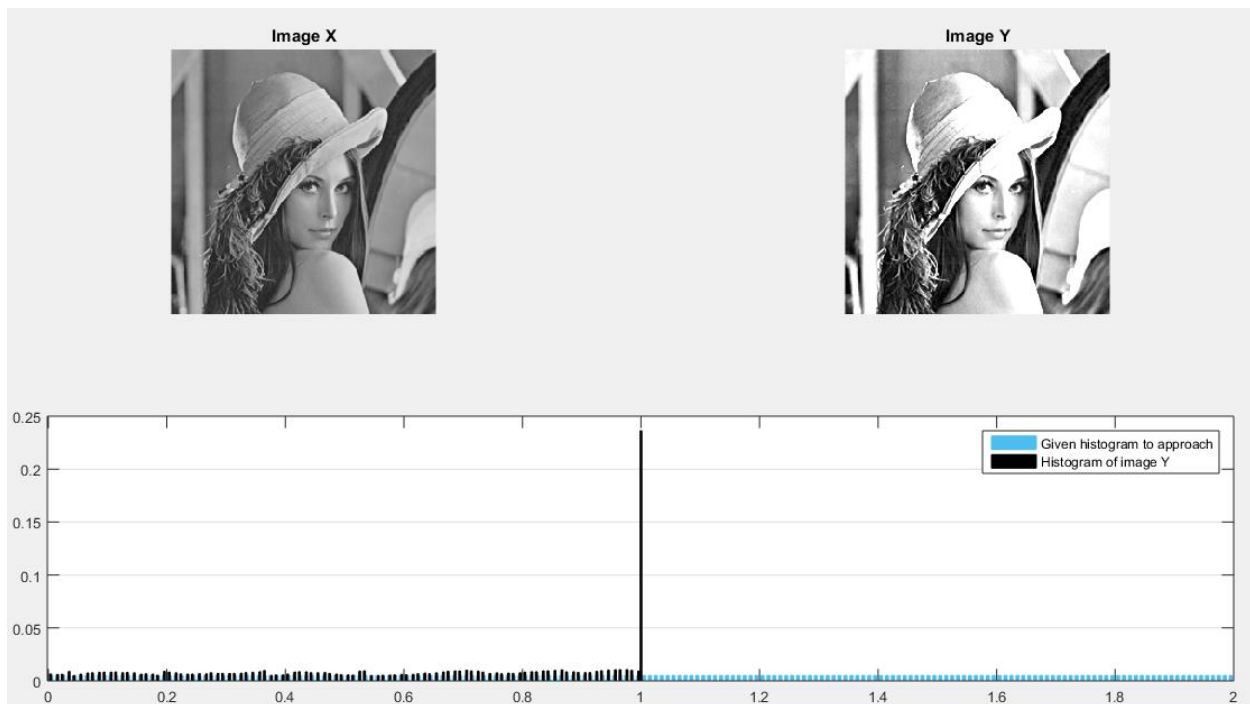 Image X
Image Y
0.25
0.2
0.15
0.1
0.05
0
Given histogram to approach
Histogram of image Y
0 0.2 0.4 0.6 0.8 1 1.2 1.4 1.6 1.8 2